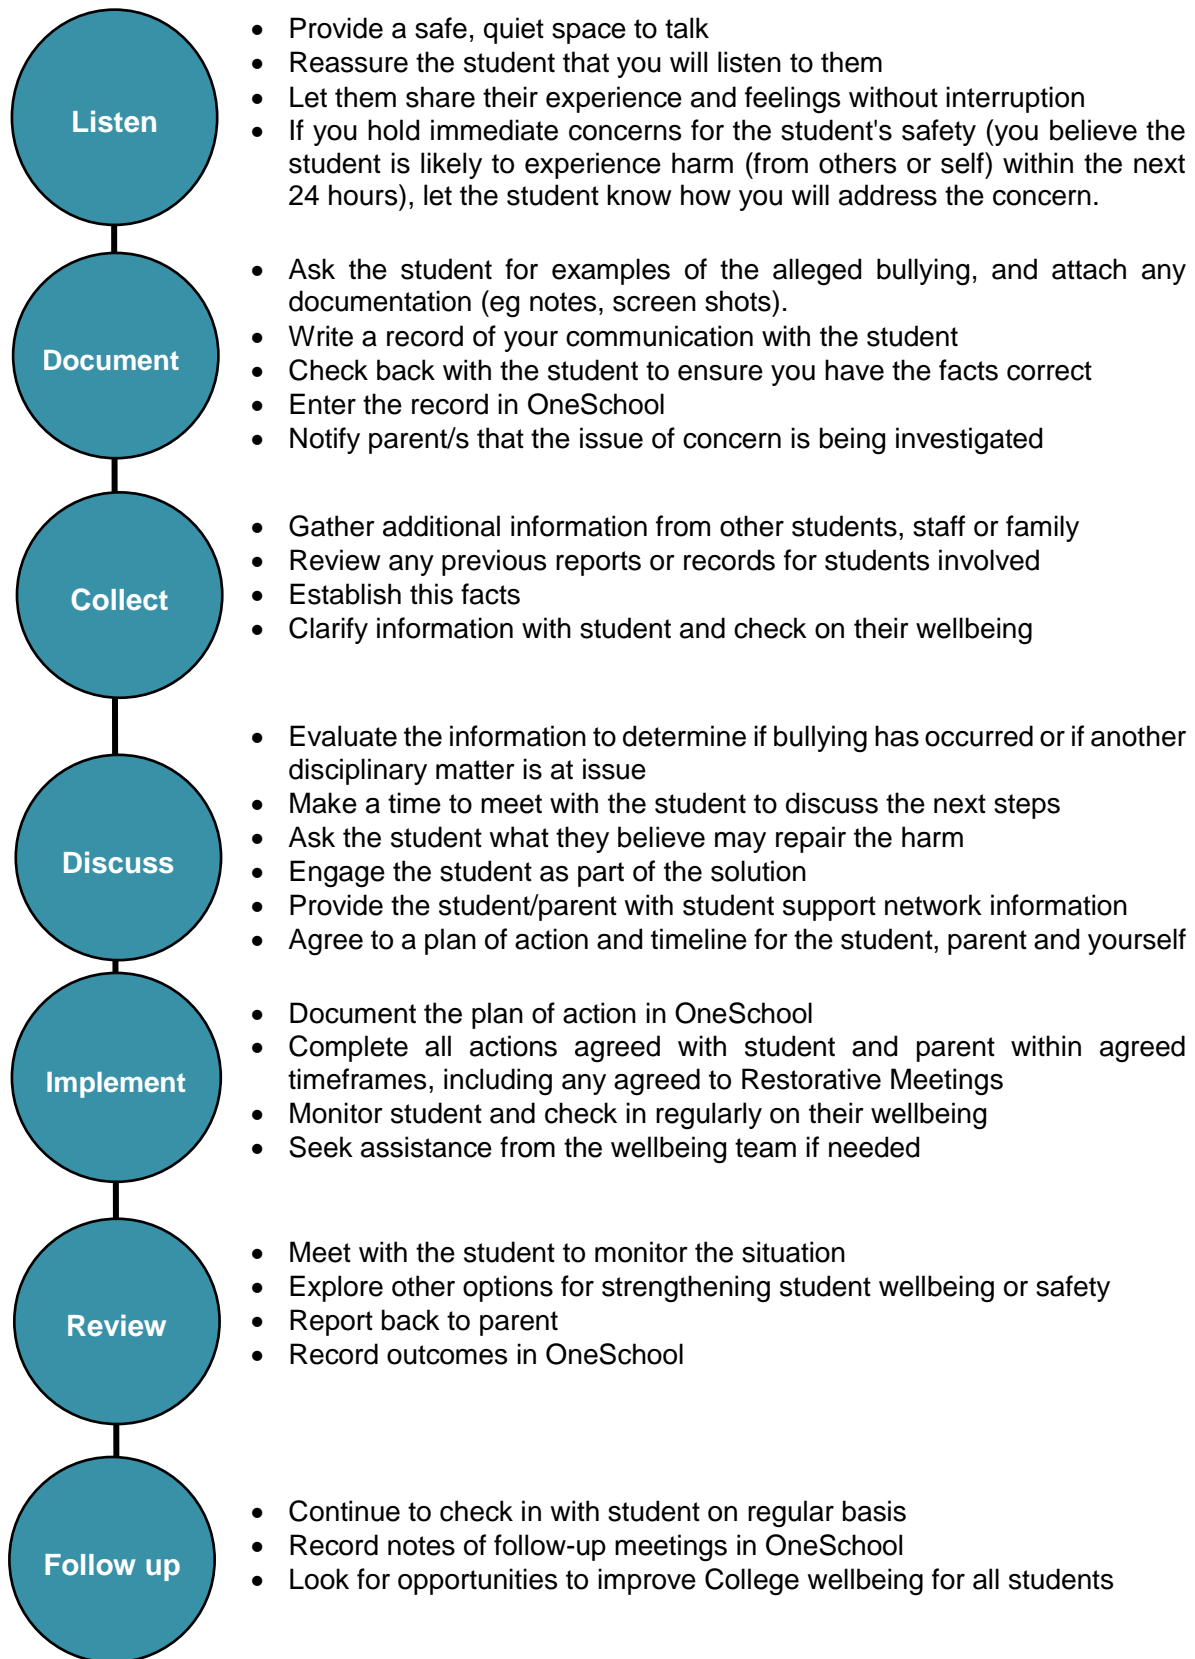 Listen
• Provide a safe, quiet space to talk
• Reassure the student that you will listen to them
• Let them share their experience and feelings without interruption
• If you hold immediate concerns for the student's safety (you believe the
student is likely to experience harm (from others or self) within the next
24 hours), let the student know how you will address the concern.
Document
• Ask the student for examples of the alleged bullying, and attach any
documentation (eg notes, screen shots).
• Write a record of your communication with the student
• Check back with the student to ensure you have the facts correct
• Enter the record in OneSchool
• Notify parent/s that the issue of concern is being investigated
Collect
• Gather additional information from other students, staff or family
• Review any previous reports or records for students involved
• Establish this facts
• Clarify information with student and check on their wellbeing
Discuss
• Evaluate the information to determine if bullying has occurred or if another
disciplinary matter is at issue
• Make a time to meet with the student to discuss the next steps
• Ask the student what they believe may repair the harm
• Engage the student as part of the solution
• Provide the student/parent with student support network information
• Agree to a plan of action and timeline for the student, parent and yourself
Implement
• Document the plan of action in OneSchool
• Complete all actions agreed with student and parent within agreed
timeframes, including any agreed to Restorative Meetings
• Monitor student and check in regularly on their wellbeing
• Seek assistance from the wellbeing team if needed
Review
• Meet with the student to monitor the situation
• Explore other options for strengthening student wellbeing or safety
• Report back to parent
• Record outcomes in OneSchool
Follow up
• Continue to check in with student on regular basis
• Record notes of follow-up meetings in OneSchool
• Look for opportunities to improve College wellbeing for all students